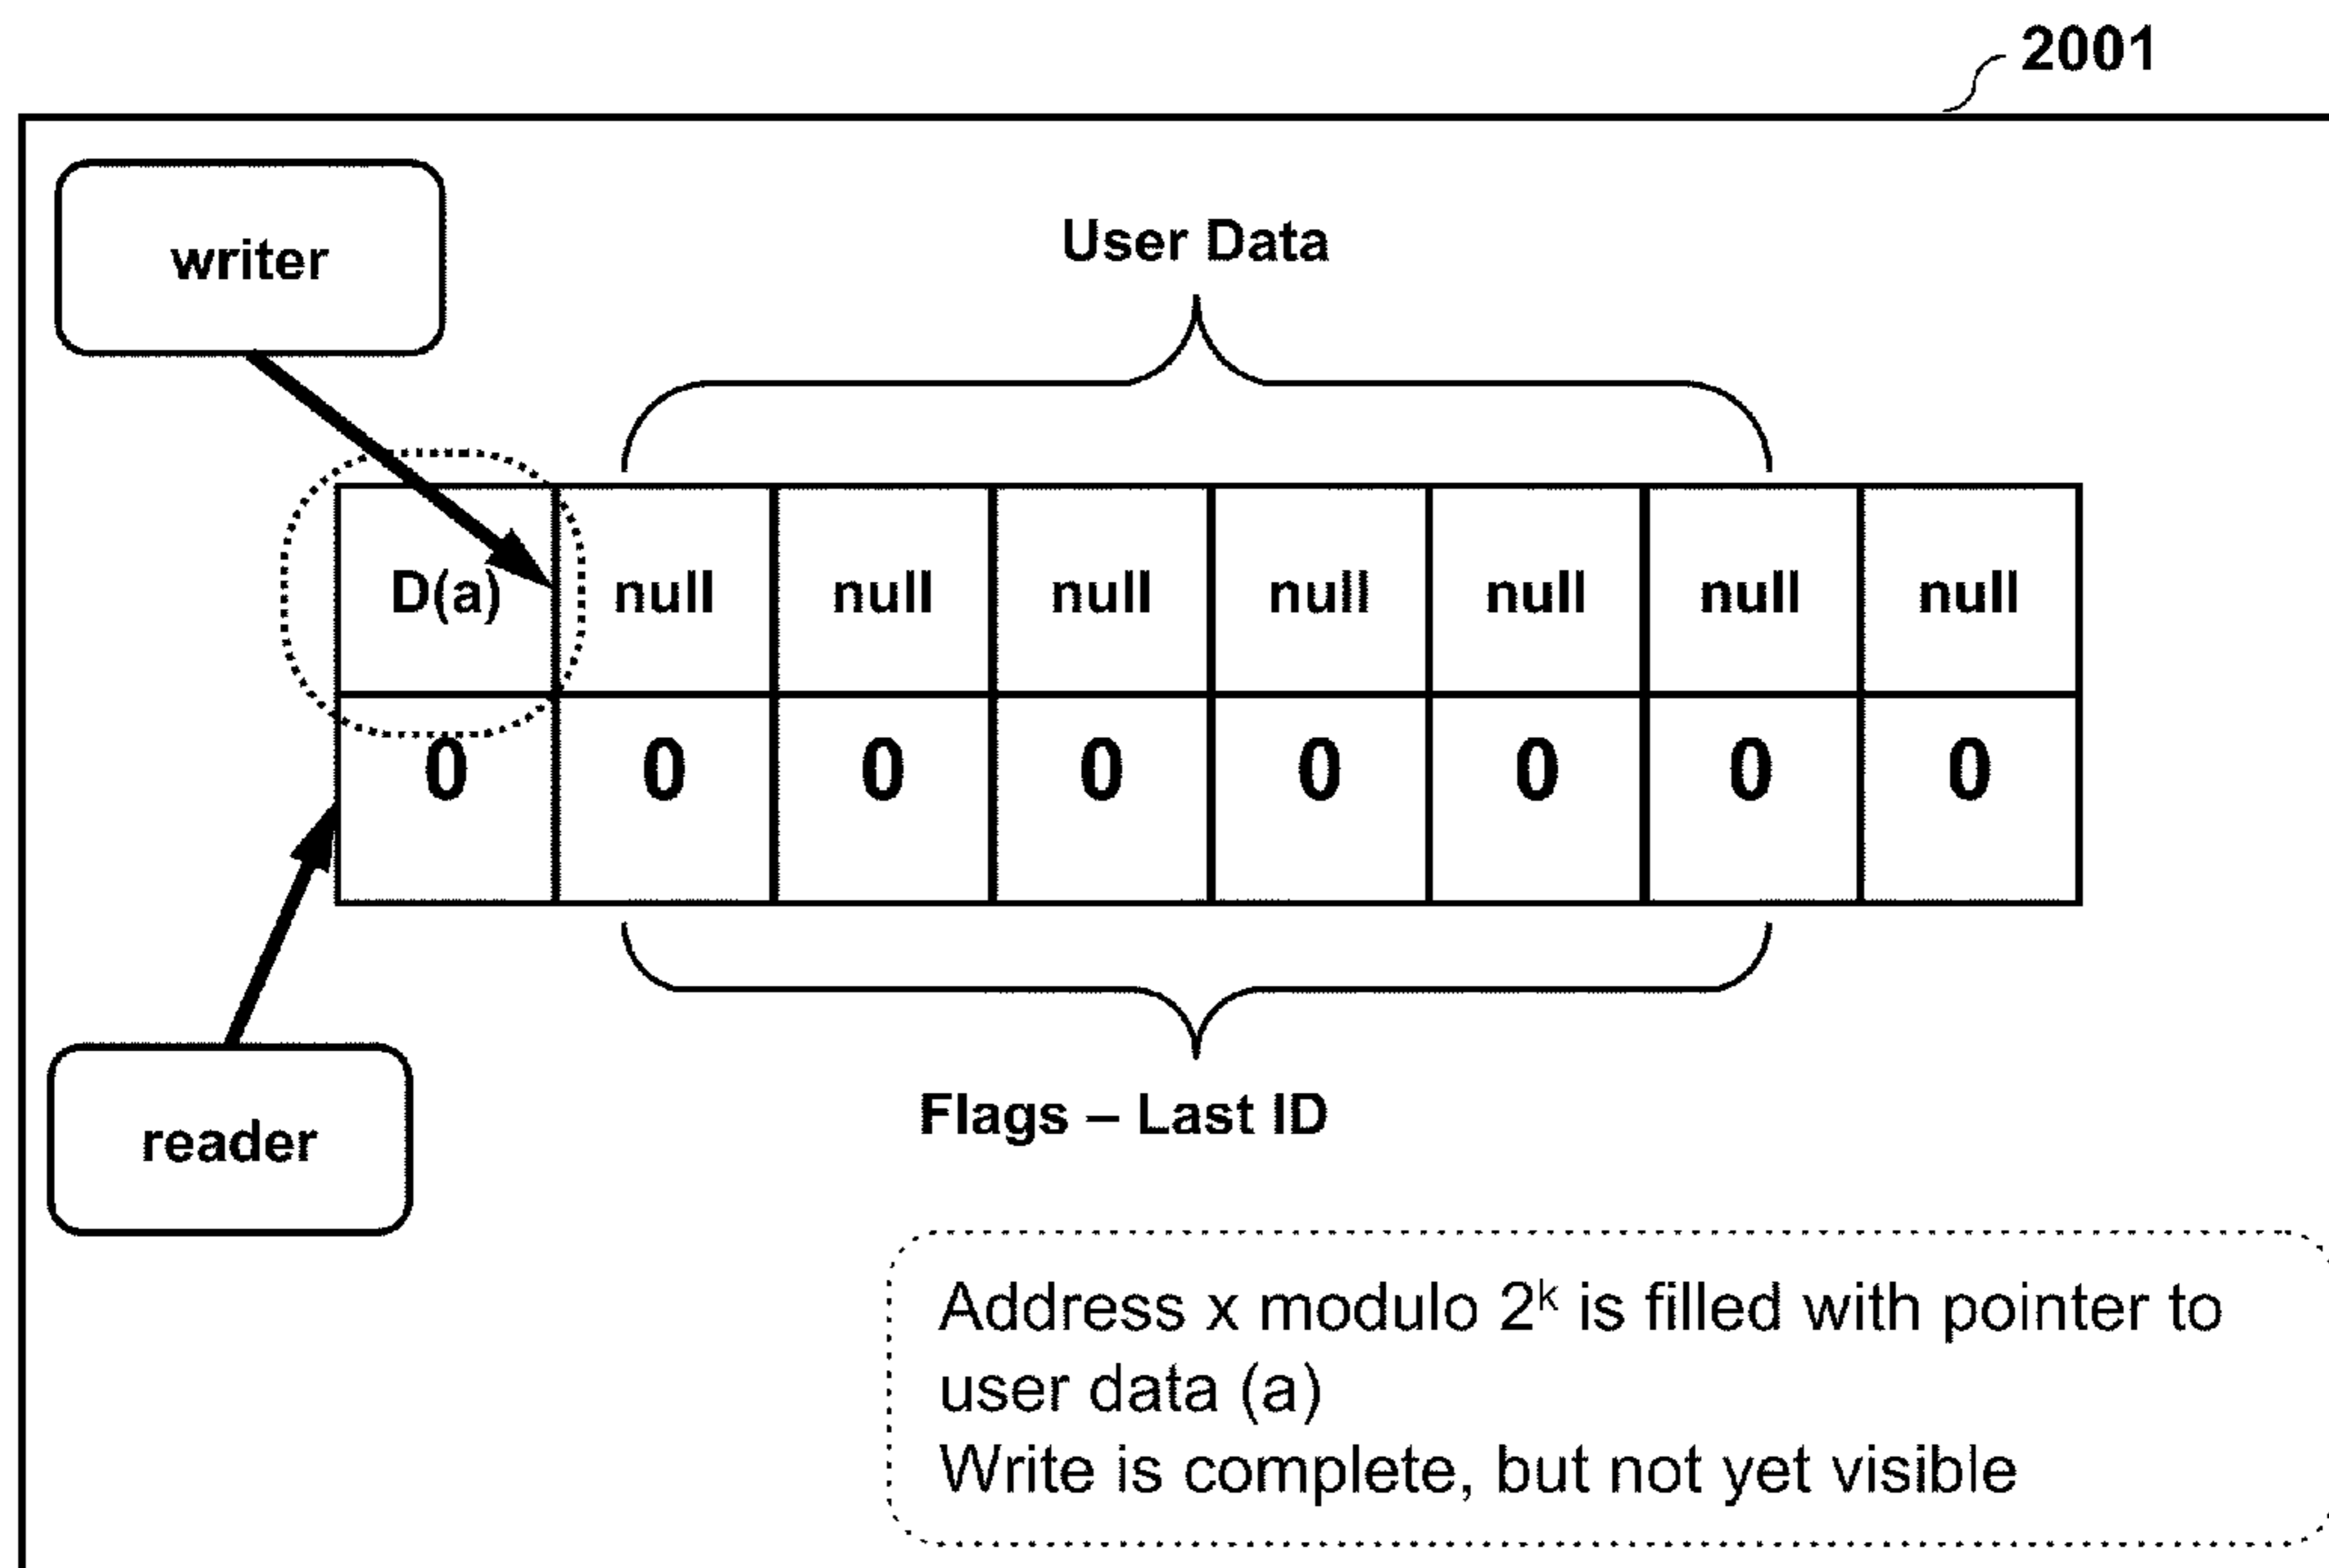 2001
writer
User Data
D(a) null null null null null null null
0 0 0 0 0 0 0 0
reader
Flags – Last ID
Address x modulo 2ᵏ is filled with pointer to
user data (a)
Write is complete, but not yet visible